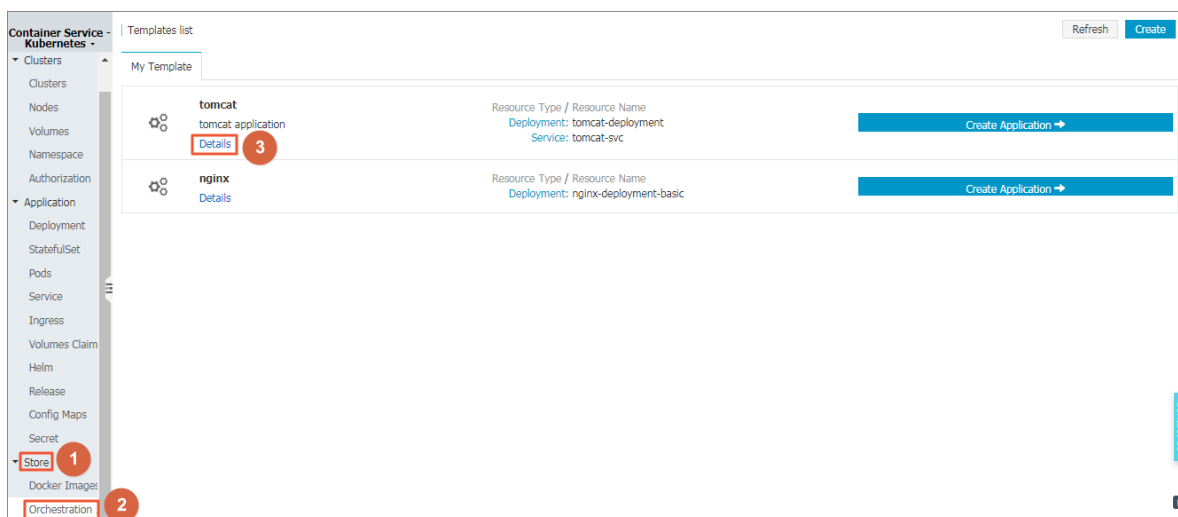 Container Service -
Kubernetes
Templates list
Refresh
Create
Clusters
My Template
Clusters
Nodes
Volumes
Namespace
Authorization
Application
Deployment
StatefulSet
Pods
Service
Ingress
Volumes Claim
Helm
Release
Config Maps
Secret
Store
1
Docker Images
Orchestration
2
tomcat
tomcat application
Details
3
Resource Type / Resource Name
Deployment: tomcat-deployment
Service: tomcat-svc
Create Application
nginx
Details
Resource Type / Resource Name
Deployment: nginx-deployment-basic
Create Application